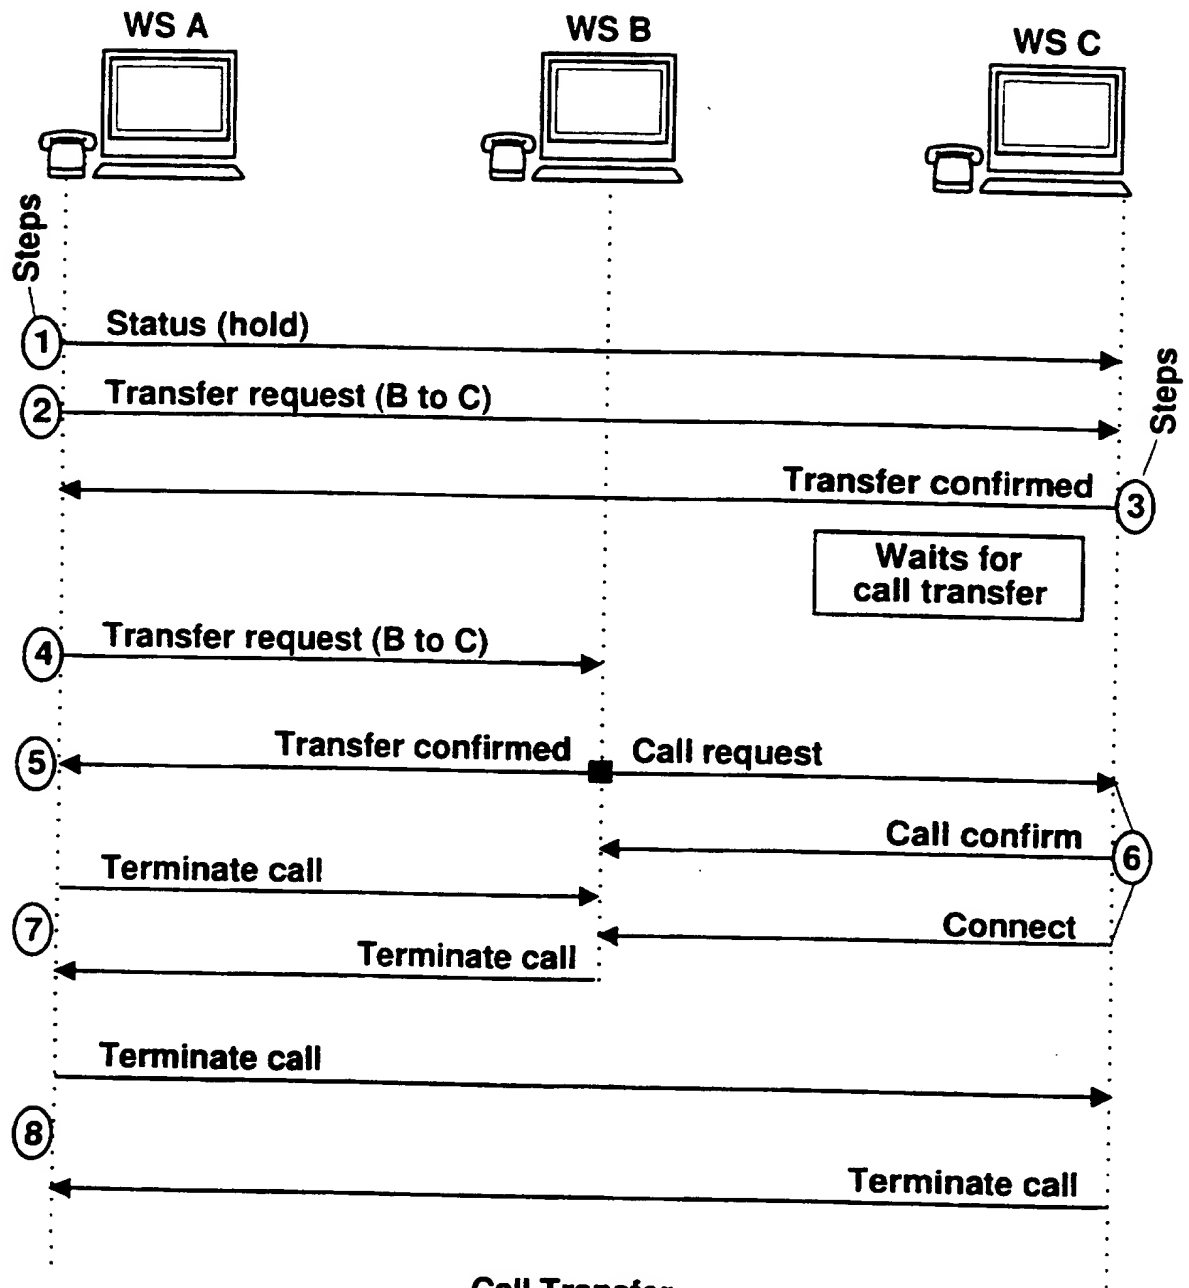 WS A
WS B
WS C
Steps
1
Status (hold)
2
Transfer request (B to C)
Steps
Transfer confirmed
3
Waits for
call transfer
4
Transfer request (B to C)
5
Transfer confirmed
Call request
Call confirm
6
Terminate call
7
Connect
Terminate call
Terminate call
8
Terminate call
Call Transfer